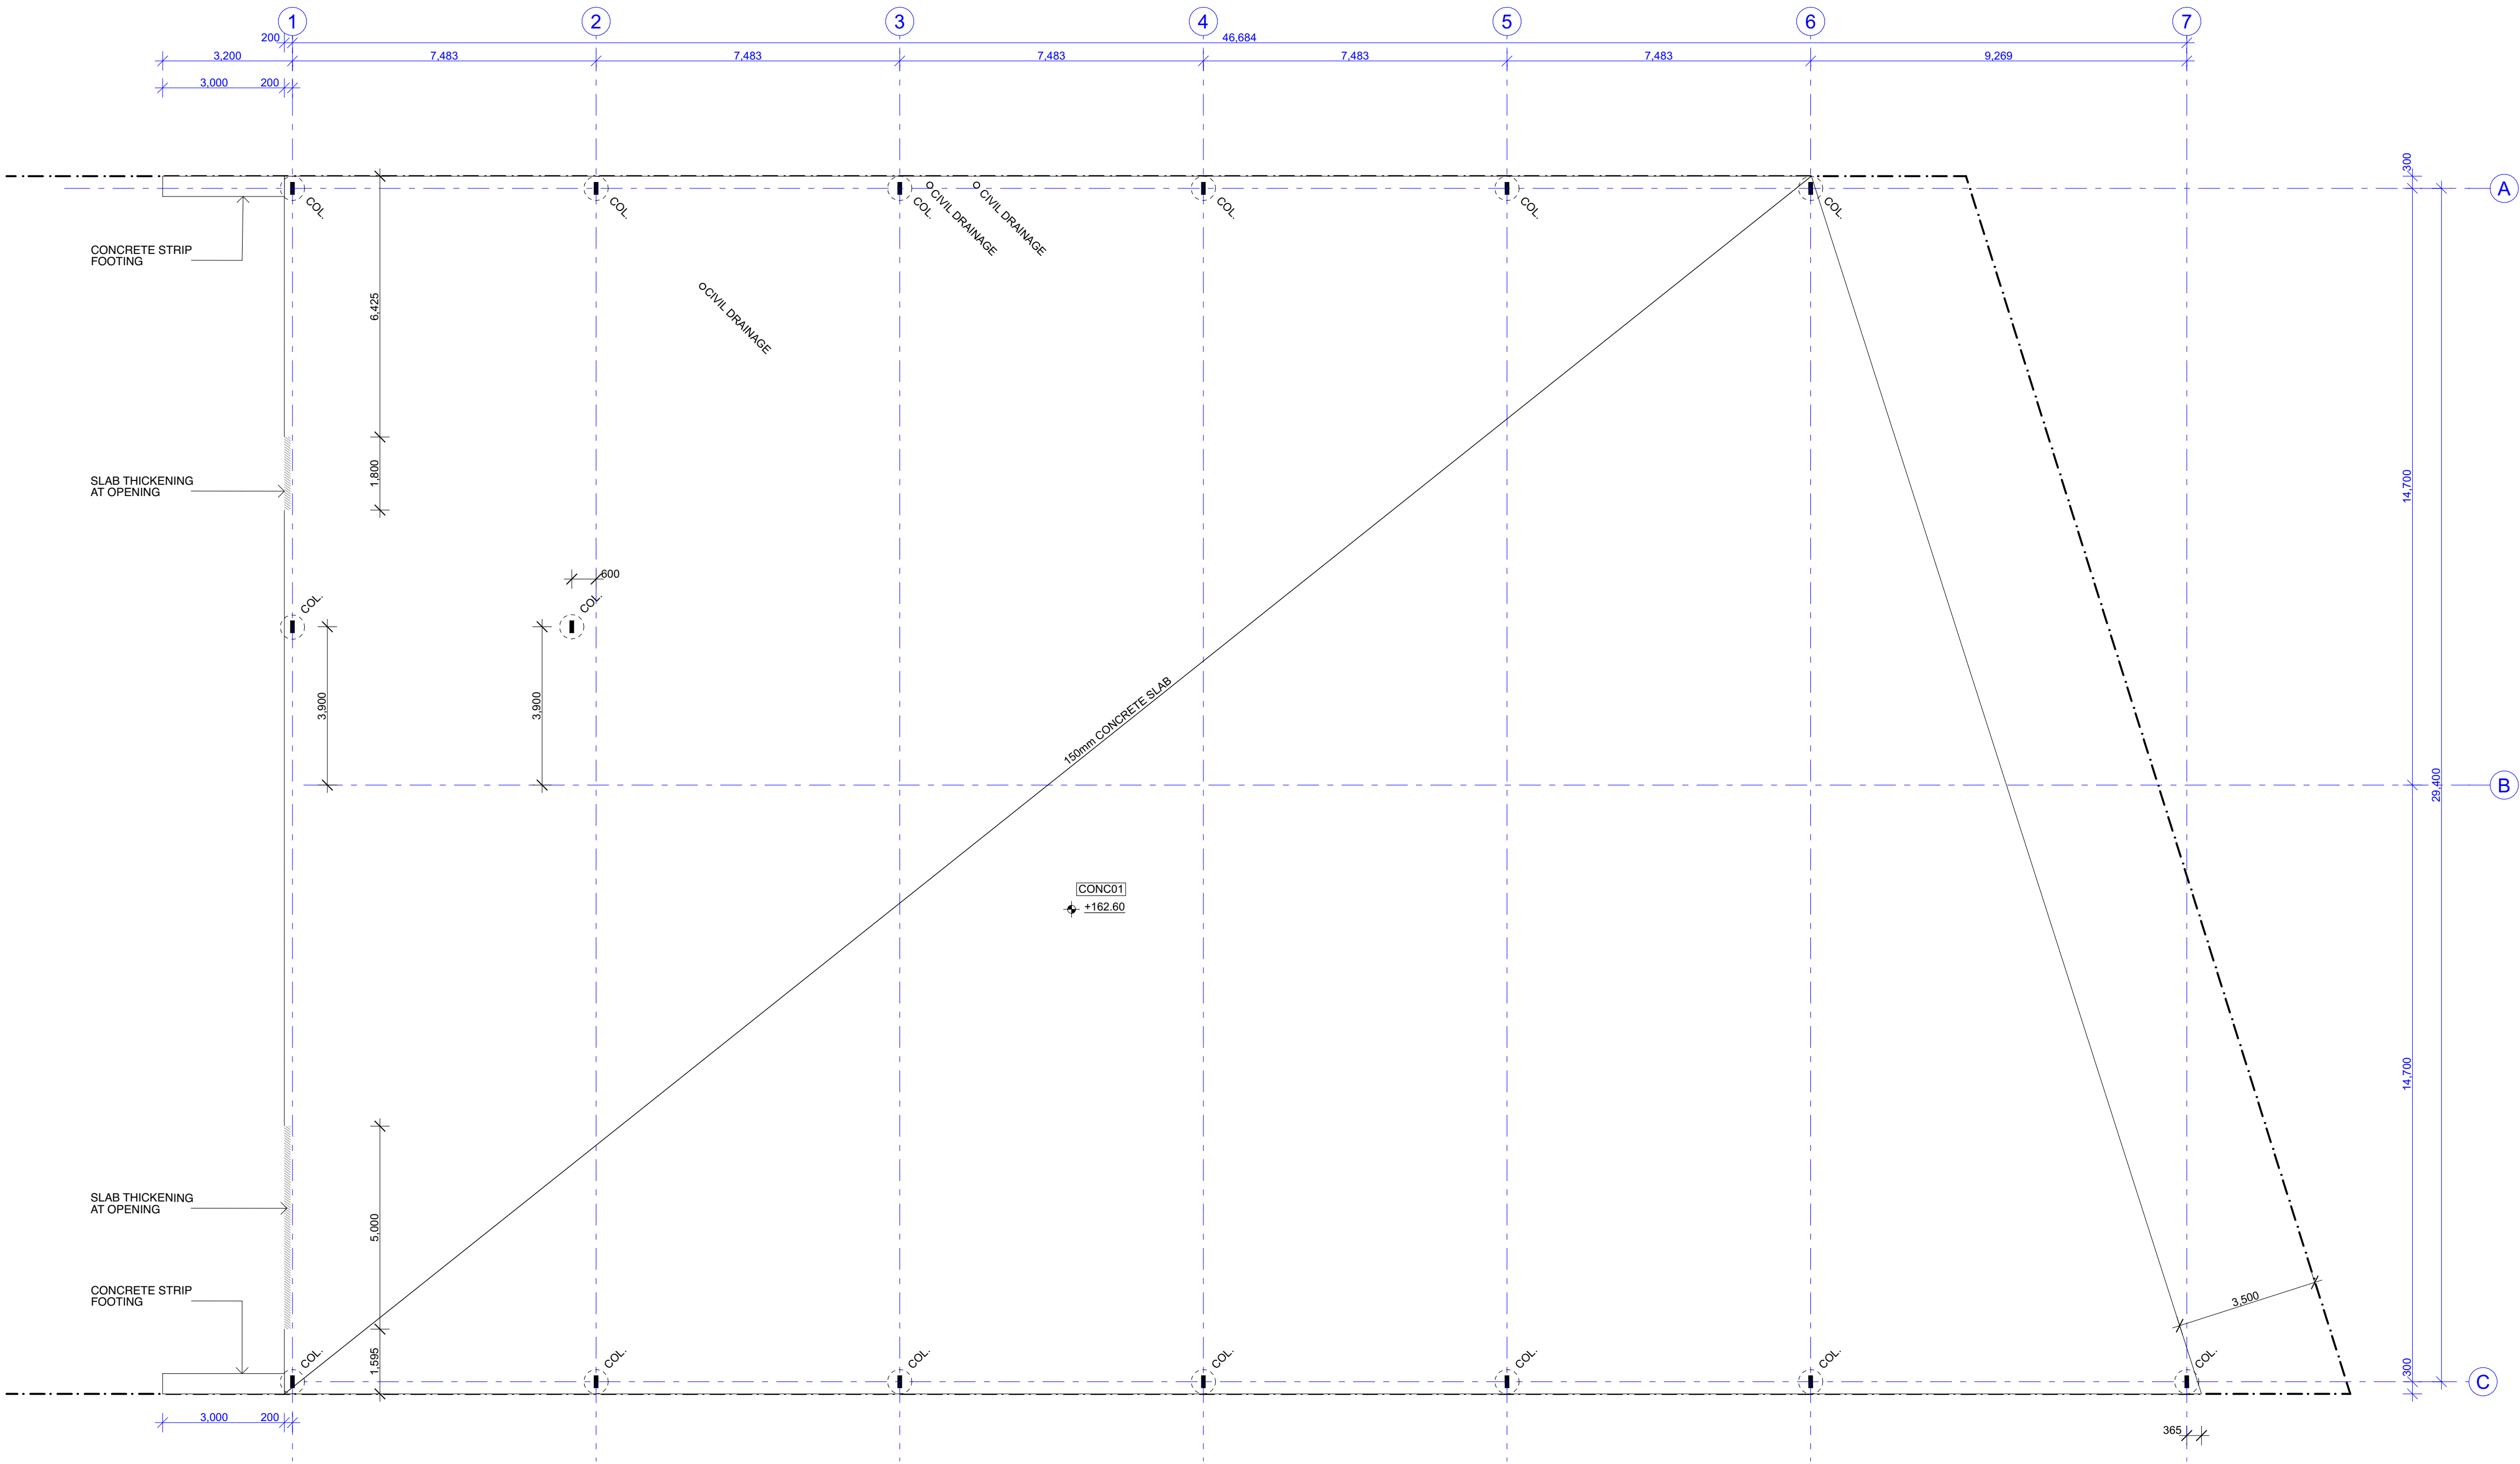 1
2
3
4
5
6
7
200
46,684
3,200
7,483
7,483
7,483
7,483
7,483
9,269
3,000
200
300
A
COL.
COL.
COL.
COL.
COL.
COL.
CIVIL DRAINAGE
CIVIL DRAINAGE
CIVIL DRAINAGE
CONCRETE STRIP
FOOTING
6,425
SLAB THICKENING
AT OPENING
1,800
14,700
600
COL.
COL.
3,900
3,900
150mm CONCRETE SLAB
B
29,400
CONC01
+162.60
14,700
SLAB THICKENING
AT OPENING
5,000
CONCRETE STRIP
FOOTING
3,500
1,595
COL.
COL.
COL.
COL.
COL.
COL.
COL.
300
C
3,000
200
365